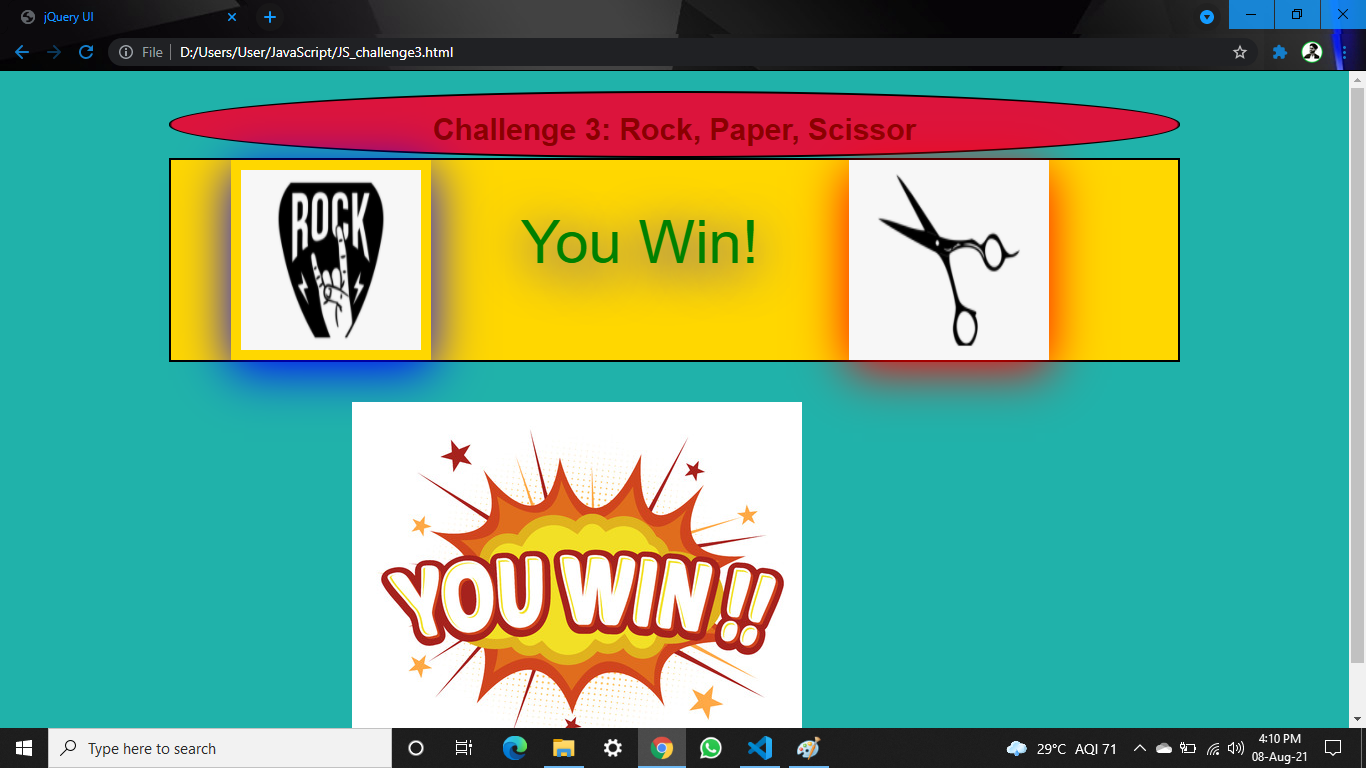 jQuery UI
File | D:/Users/User/JavaScript/JS_challenge3.html
Challenge 3: Rock, Paper, Scissor
ROCK
You Win!
YOU WIN!!
Type here to search
29°C AQI 71
4:10 PM
08-Aug-21